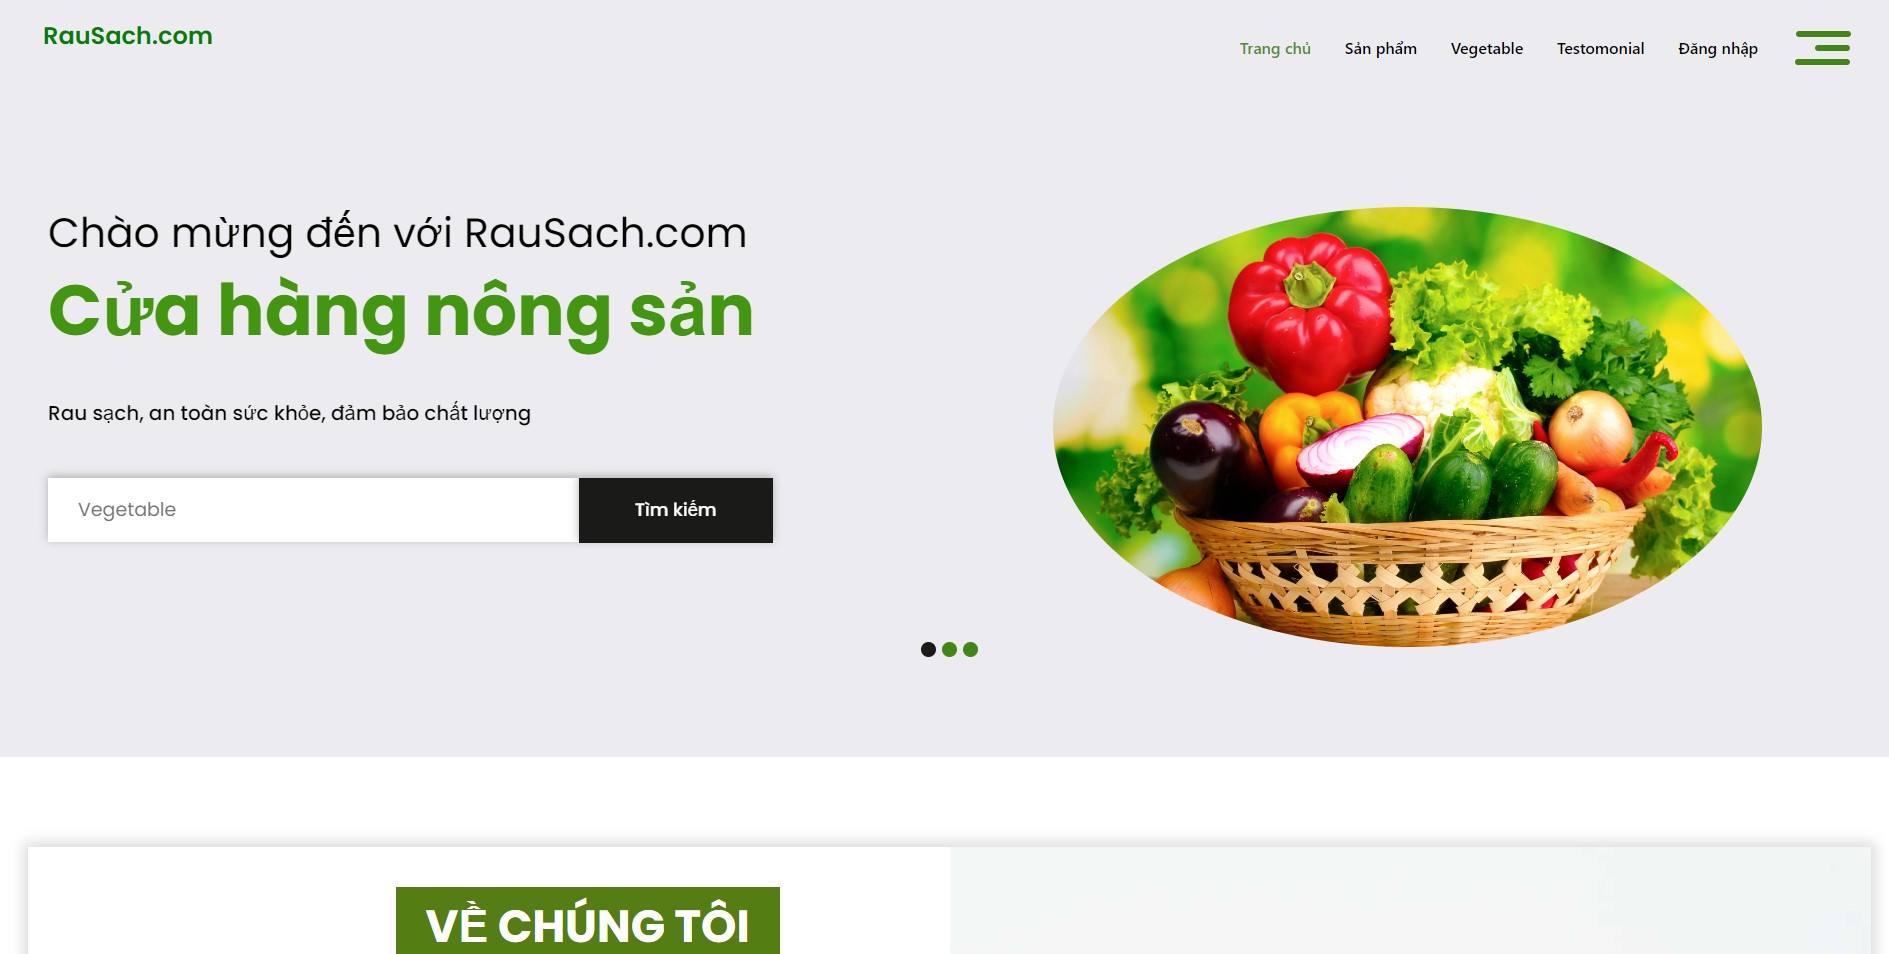 RauSach.com
Trang chủ Sản phẩm Vegetable Testomonial Đăng nhập
Chào mừng đến với RauSach.com
Cửa hàng nông sản
Rau sạch, an toàn sức khỏe, đảm bảo chất lượng
Vegetable Tìm kiếm
VỀ CHÚNG TÔI